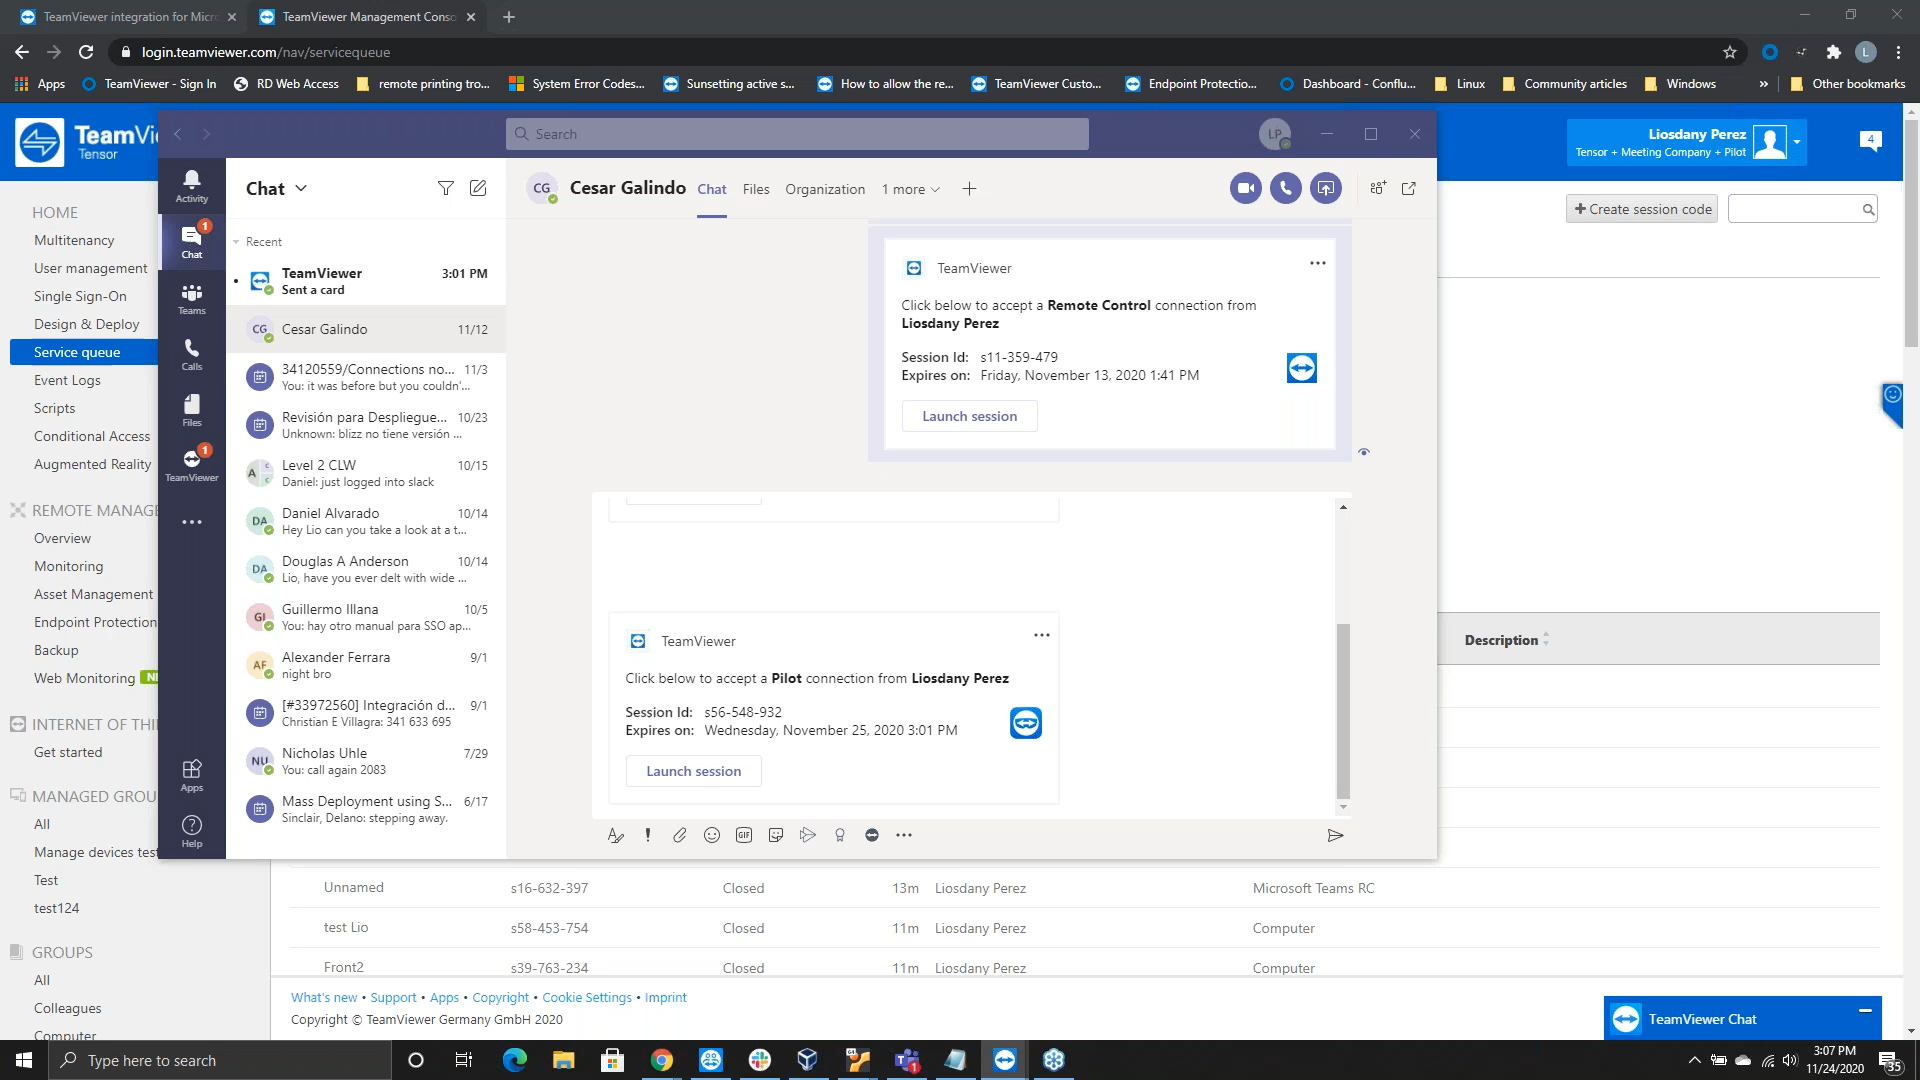 TeamViewer integration for Micr
TeamViewer Management Conso
login.teamviewer.com/nav/servicequeue
L
Apps
TeamViewer - Sign In
RD Web Access
remote printing tro...
System Error Codes...
Sunsetting active s...
How to allow the re...
TeamViewer Custo...
Endpoint Protectio...
Dashboard - Conflu...
Linux
Community articles
Windows
»
Other bookmarks
TeamVi
Tensor
Search
LP
Liosdany Perez
Tensor + Meeting Company + Pilot
4
+ Create session code
HOME
Multitenancy
User management
Single Sign-On
Design & Deploy
Service queue
Event Logs
Scripts
Conditional Access
Augmented Reality
REMOTE MANAGE
Overview
Monitoring
Asset Management
Endpoint Protection
Backup
Web Monitoring
INTERNET OF THI
Get started
MANAGED GROU
All
Manage devices test
Test
test124
GROUPS
All
Colleagues
Computer
Activity
1
Chat
Teams
Calls
Files
1
TeamViewer
Apps
Help
Chat
Recent
TeamViewer 3:01 PM
Sent a card
CG
Cesar Galindo 11/12
34120559/Connections no... 11/3
You: it was before but you couldn'...
Revisión para Despliegue... 10/23
Unknown: blizz no tiene versión ...
Level 2 CLW 10/15
Daniel: just logged into slack
DA
Daniel Alvarado 10/14
Hey Lio can you take a look at a t...
DA
Douglas A Anderson 10/14
Lio, have you ever delt with wide ...
GI
Guillermo Illana 10/5
You: hay otro manual para SSO ap...
AF
Alexander Ferrara 9/1
night bro
[#33972560] Integración d... 9/1
Christian E Villagra: 341 633 695
NU
Nicholas Uhle 7/29
You: call again 2083
Mass Deployment using S... 6/17
Sinclair, Delano: stepping away.
CG
Cesar Galindo Chat Files Organization 1 more
TeamViewer
Click below to accept a Remote Control connection from
Liosdany Perez
Session Id: s11-359-479
Expires on: Friday, November 13, 2020 1:41 PM
Launch session
TeamViewer
Click below to accept a Pilot connection from Liosdany Perez
Session Id: s56-548-932
Expires on: Wednesday, November 25, 2020 3:01 PM
Launch session
GIF
Description
Unnamed s16-632-397 Closed 13m Liosdany Perez Microsoft Teams RC
test Lio s58-453-754 Closed 11m Liosdany Perez Computer
Front2 s39-763-234 Closed 11m Liosdany Perez Computer
What's new • Support • Apps • Copyright • Cookie Settings • Imprint
Copyright © TeamViewer Germany GmbH 2020
TeamViewer Chat
Type here to search
1
3:07 PM
11/24/2020
35